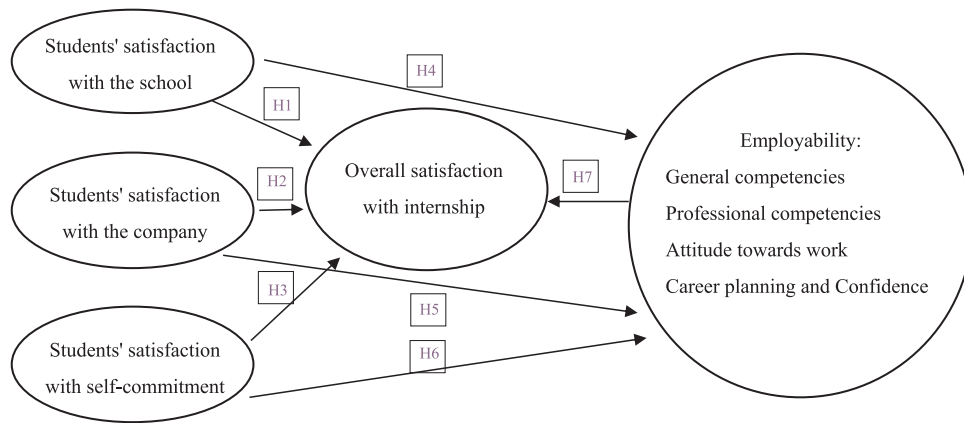 Students' satisfaction
with the school
H4
H1
Employability:
General competencies
Professional competencies
Attitude towards work
Career planning and Confidence
Overall satisfaction
with internship
H7
H2
Students' satisfaction
with the company
H3
H5
Students' satisfaction
with self-commitment
H6